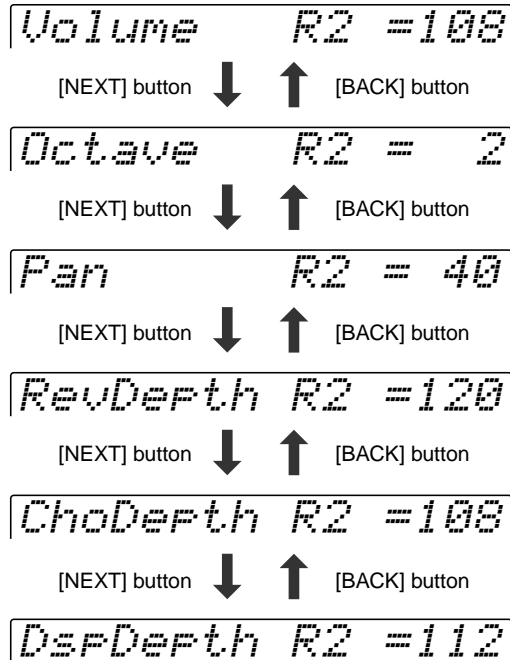 Volume R2 =108
[NEXT] button [BACK] button
Octave R2 = 2
[NEXT] button [BACK] button
Pan R2 = 40
[NEXT] button [BACK] button
RevDepth R2 =120
[NEXT] button [BACK] button
ChoDepth R2 =108
[NEXT] button [BACK] button
DspDepth R2 =112